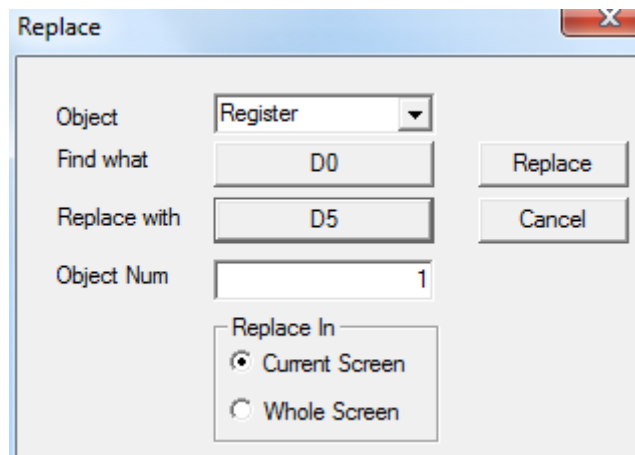 Replace
Object Register
Find what D0 Replace
Replace with D5 Cancel
Object Num 1
Replace In
Current Screen
Whole Screen